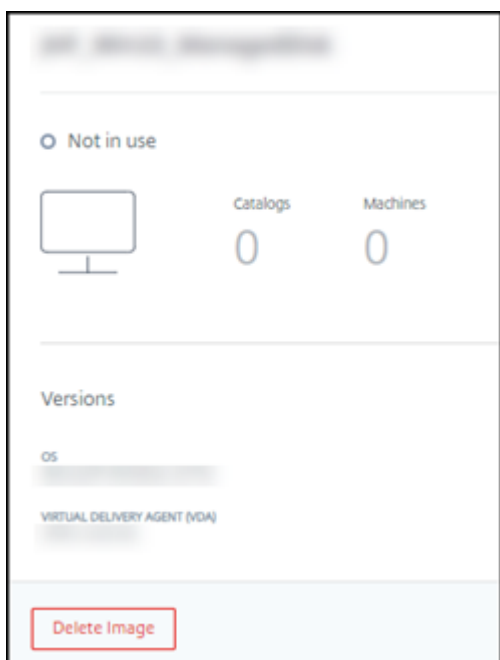 Not in use
Catalogs Machines
0 0
Versions
OS
VIRTUAL DELIVERY AGENT (VDA)
Delete Image